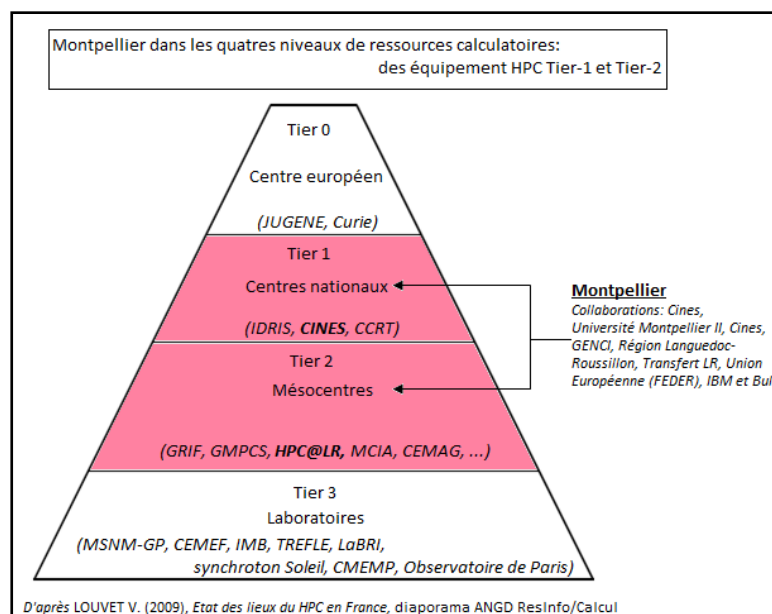 Montpellier dans les quatres niveaux de ressources calculatoires:
des équipement HPC Tier-1 et Tier-2
Tier 0
Centre européen
(JUGENE, Curie)
Tier 1
Centres nationaux
(IDRIS, CINES, CCRT)
Tier 2
Mésocentres
(GRIF, GMPCS, HPC@LR, MCIA, CEMAG, ...)
Tier 3
Laboratoires
(MSNM-GP, CEMEF, IMB, TREFLE, LaBRI,
synchroton Soleil, CMEMP, Observatoire de Paris)
Montpellier
Collaborations: Cines,
Université Montpellier II, Cines,
GENCI, Région Languedoc-
Roussillon, Transfert LR, Union
Européenne (FEDER), IBM et Bul
D'après LOUVET V. (2009), Etat des lieux du HPC en France, diaporama ANGD ResInfo/Calcul